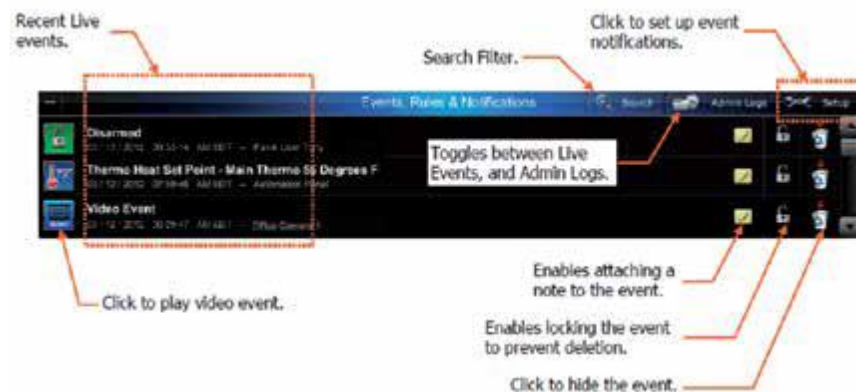 Recent Live
events.
Click to set up event
notifications.
Search Filter.
Events, Rules & Notifications
Search
Admin Logs
Setup
Disarmed
Toggles between Live
Events, and Admin Logs.
Thermo Heat Set Point - Main Thermo 55 Degrees F
Video Event
Click to play video event.
Enables attaching a
note to the event.
Enables locking the event
to prevent deletion.
Click to hide the event.